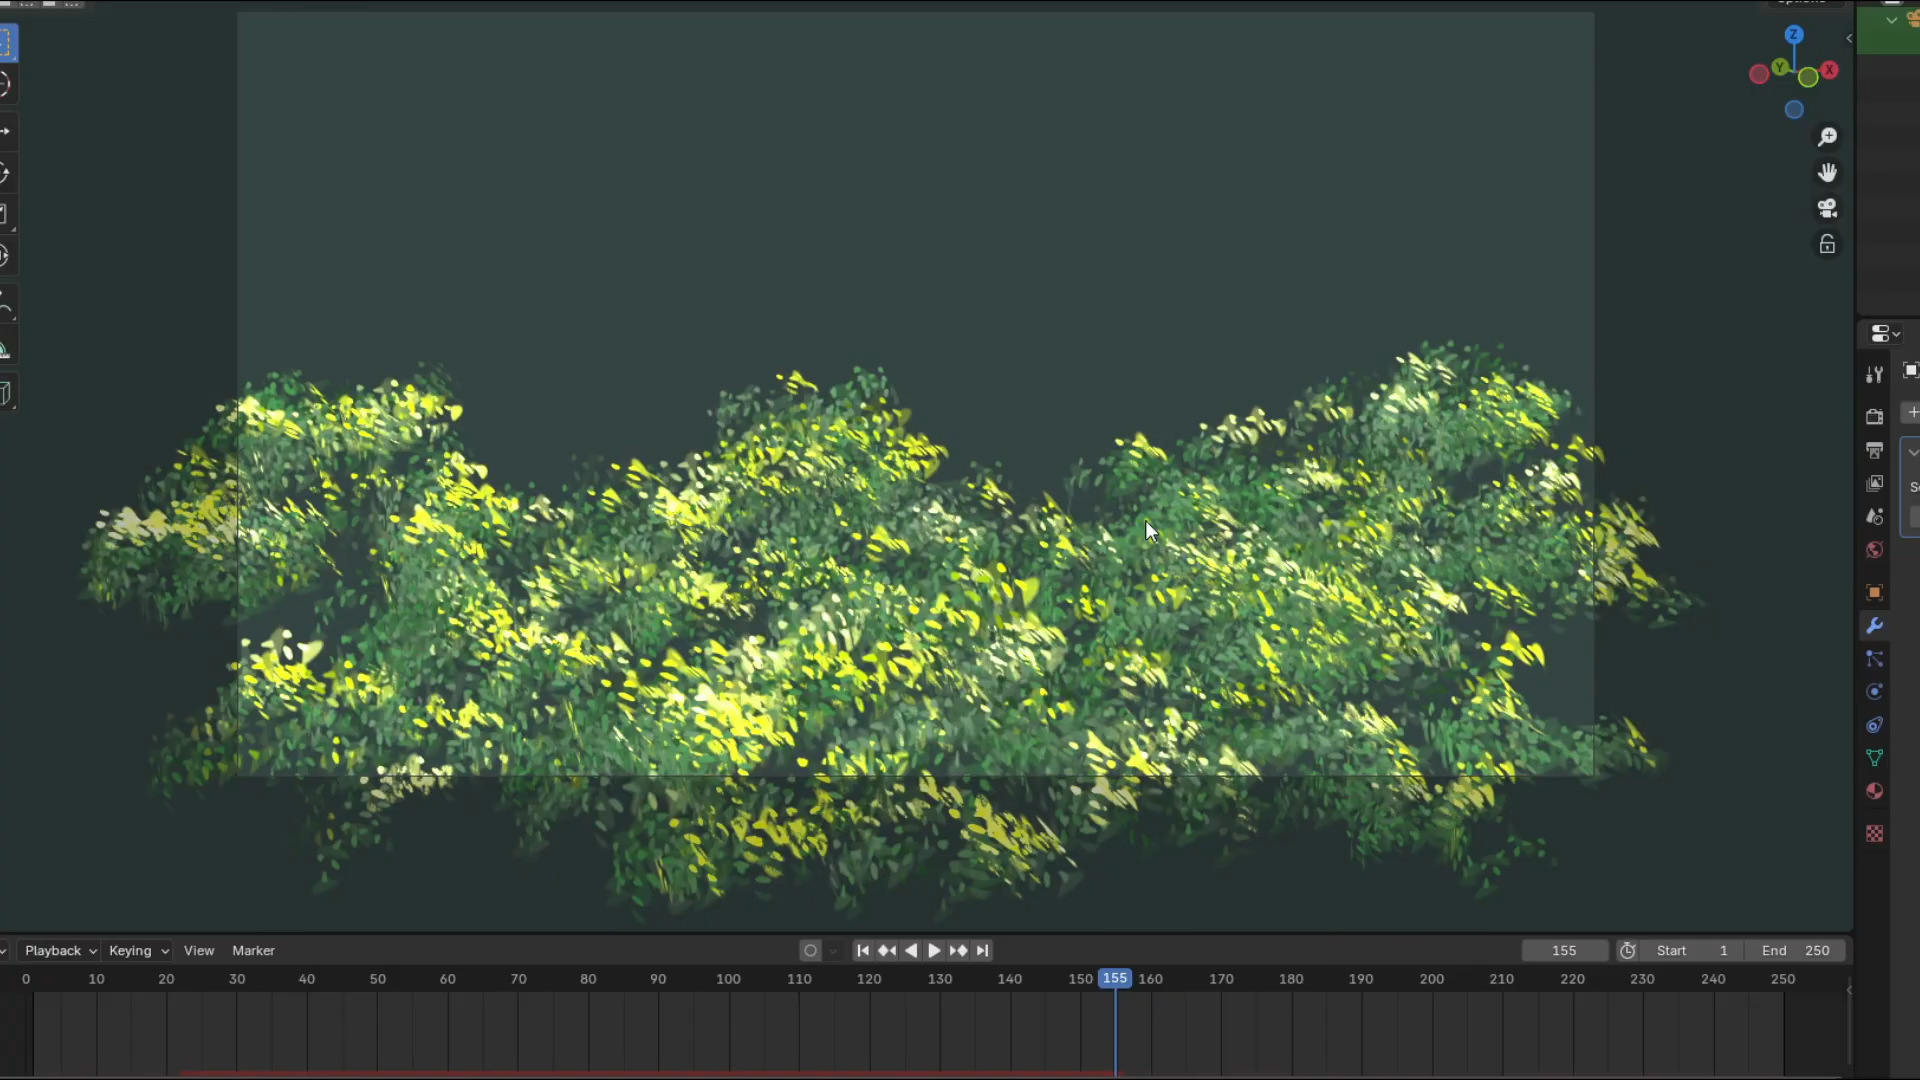 Options
Z
Y
X
S
Playback
Keying
View
Marker
155
Start 1
End 250
0 10 20 30 40 50 60 70 80 90 100 110 120 130 140 150 155 160 170 180 190 200 210 220 230 240 250